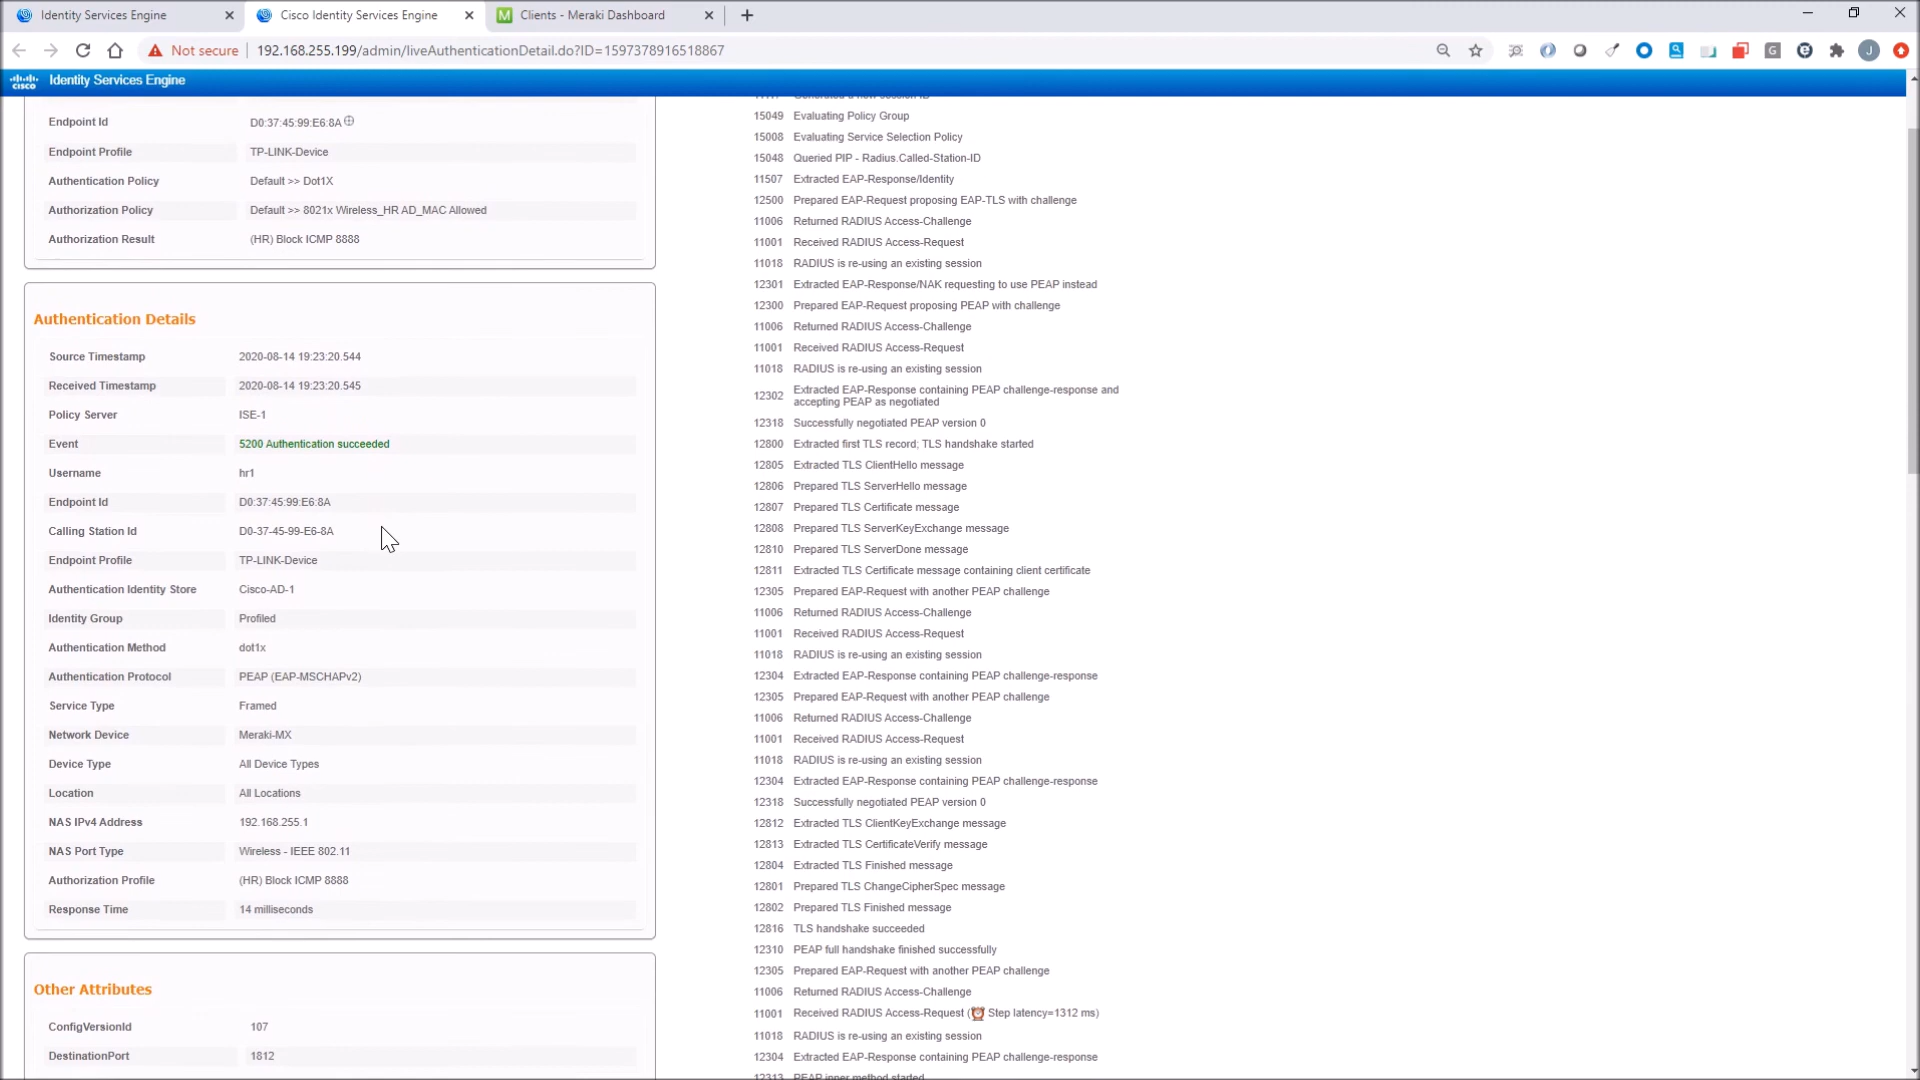 Identity Services Engine
Cisco Identity Services Engine
Clients - Meraki Dashboard
Not secure
192.168.255.199/admin/liveAuthenticationDetail.do?ID=1597378916518867
cisco Identity Services Engine
Endpoint Id D0:37:45:99:E6:8A
Endpoint Profile TP-LINK-Device
Authentication Policy Default >> Dot1X
Authorization Policy Default >> 8021x Wireless_HR AD_MAC Allowed
Authorization Result (HR) Block ICMP 8888
Authentication Details
Source Timestamp 2020-08-14 19:23:20.544
Received Timestamp 2020-08-14 19:23:20.545
Policy Server ISE-1
Event 5200 Authentication succeeded
Username hr1
Endpoint Id D0:37:45:99:E6:8A
Calling Station Id D0-37-45-99-E6-8A
Endpoint Profile TP-LINK-Device
Authentication Identity Store Cisco-AD-1
Identity Group Profiled
Authentication Method dot1x
Authentication Protocol PEAP (EAP-MSCHAPv2)
Service Type Framed
Network Device Meraki-MX
Device Type All Device Types
Location All Locations
NAS IPv4 Address 192.168.255.1
NAS Port Type Wireless - IEEE 802.11
Authorization Profile (HR) Block ICMP 8888
Response Time 14 milliseconds
Other Attributes
ConfigVersionId 107
DestinationPort 1812
Generated a new session ID
15049 Evaluating Policy Group
15008 Evaluating Service Selection Policy
15048 Queried PIP - Radius.Called-Station-ID
11507 Extracted EAP-Response/Identity
12500 Prepared EAP-Request proposing EAP-TLS with challenge
11006 Returned RADIUS Access-Challenge
11001 Received RADIUS Access-Request
11018 RADIUS is re-using an existing session
12301 Extracted EAP-Response/NAK requesting to use PEAP instead
12300 Prepared EAP-Request proposing PEAP with challenge
11006 Returned RADIUS Access-Challenge
11001 Received RADIUS Access-Request
11018 RADIUS is re-using an existing session
12302 Extracted EAP-Response containing PEAP challenge-response and
accepting PEAP as negotiated
12318 Successfully negotiated PEAP version 0
12800 Extracted first TLS record; TLS handshake started
12805 Extracted TLS ClientHello message
12806 Prepared TLS ServerHello message
12807 Prepared TLS Certificate message
12808 Prepared TLS ServerKeyExchange message
12810 Prepared TLS ServerDone message
12811 Extracted TLS Certificate message containing client certificate
12305 Prepared EAP-Request with another PEAP challenge
11006 Returned RADIUS Access-Challenge
11001 Received RADIUS Access-Request
11018 RADIUS is re-using an existing session
12304 Extracted EAP-Response containing PEAP challenge-response
12305 Prepared EAP-Request with another PEAP challenge
11006 Returned RADIUS Access-Challenge
11001 Received RADIUS Access-Request
11018 RADIUS is re-using an existing session
12304 Extracted EAP-Response containing PEAP challenge-response
12318 Successfully negotiated PEAP version 0
12812 Extracted TLS ClientKeyExchange message
12813 Extracted TLS CertificateVerify message
12804 Extracted TLS Finished message
12801 Prepared TLS ChangeCipherSpec message
12802 Prepared TLS Finished message
12816 TLS handshake succeeded
12310 PEAP full handshake finished successfully
12305 Prepared EAP-Request with another PEAP challenge
11006 Returned RADIUS Access-Challenge
11001 Received RADIUS Access-Request (Step latency=1312 ms)
11018 RADIUS is re-using an existing session
12304 Extracted EAP-Response containing PEAP challenge-response
12313 PEAP inner method started